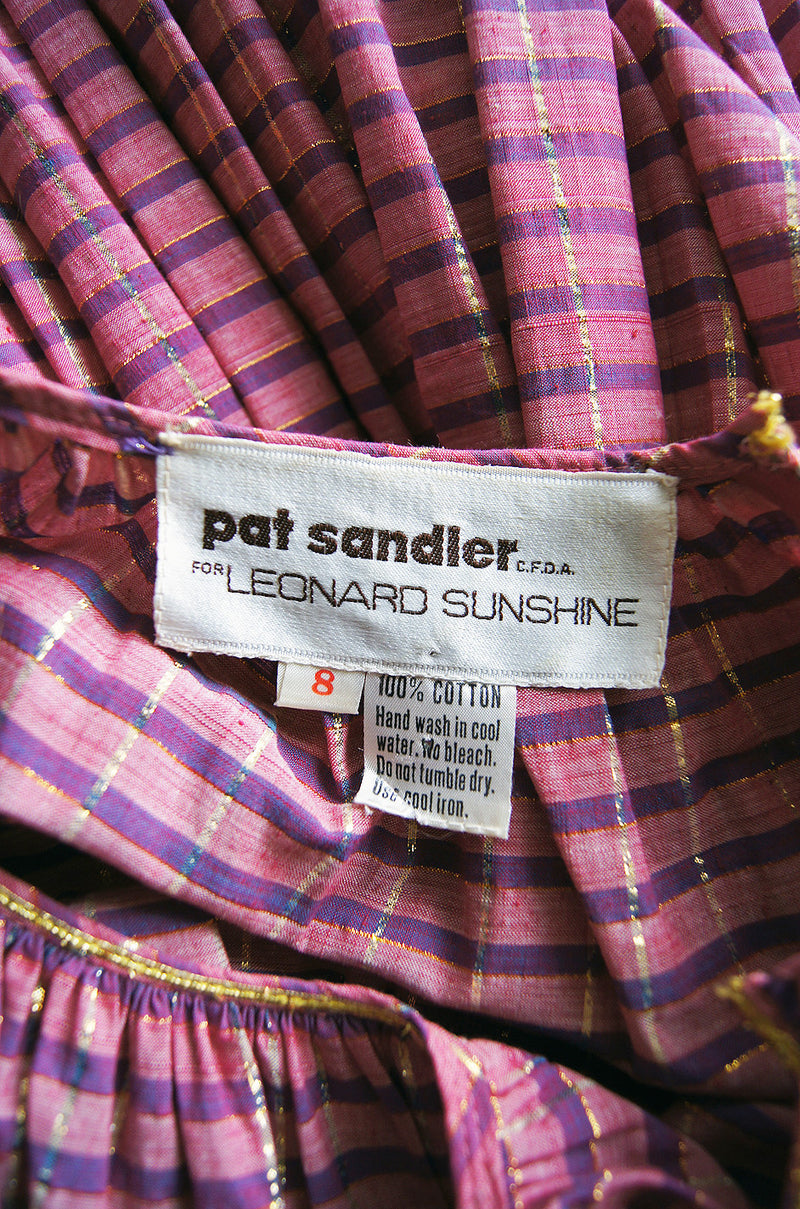 pat sandler C.F.D.A.
FOR LEONARD SUNSHINE
8
100% COTTON
Hand wash in cool
water. No bleach.
Do not tumble dry.
Use cool iron.